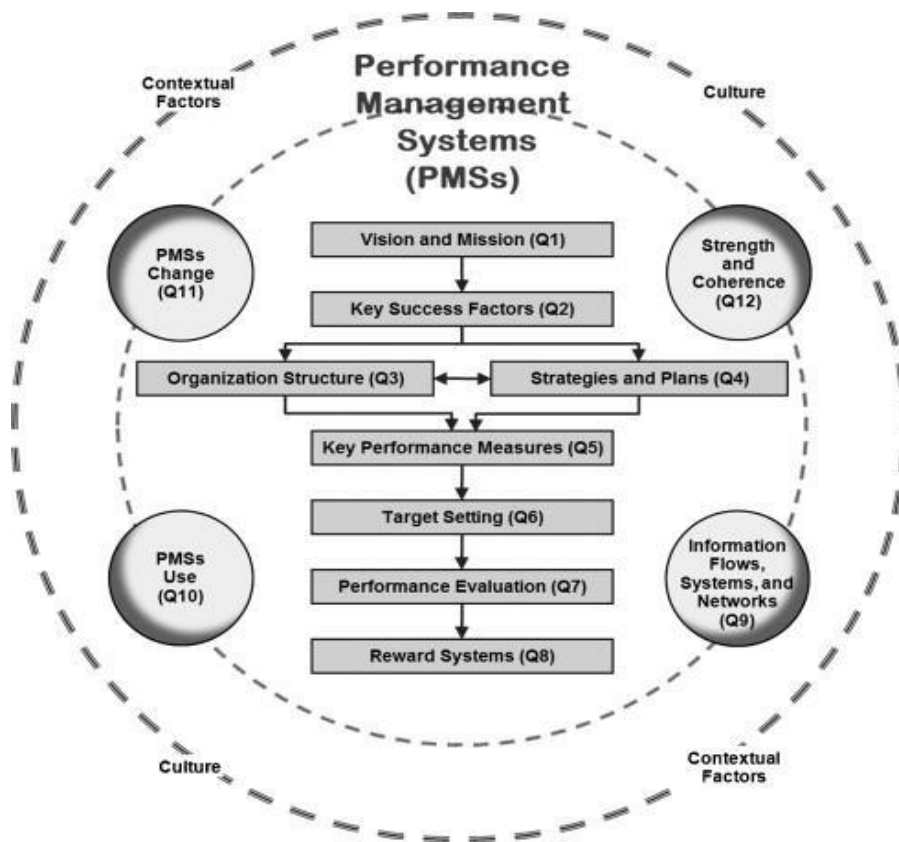 Performance
Management
Systems
(PMSs)
Contextual
Factors
Culture
PMSs
Change
(Q11)
Strength
and
Coherence
(Q12)
Vision and Mission (Q1)
Key Success Factors (Q2)
Organization Structure (Q3)
Strategies and Plans (Q4)
Key Performance Measures (Q5)
Target Setting (Q6)
Performance Evaluation (Q7)
Reward Systems (Q8)
PMSs
Use
(Q10)
Information
Flows,
Systems, and
Networks
(Q9)
Culture
Contextual
Factors